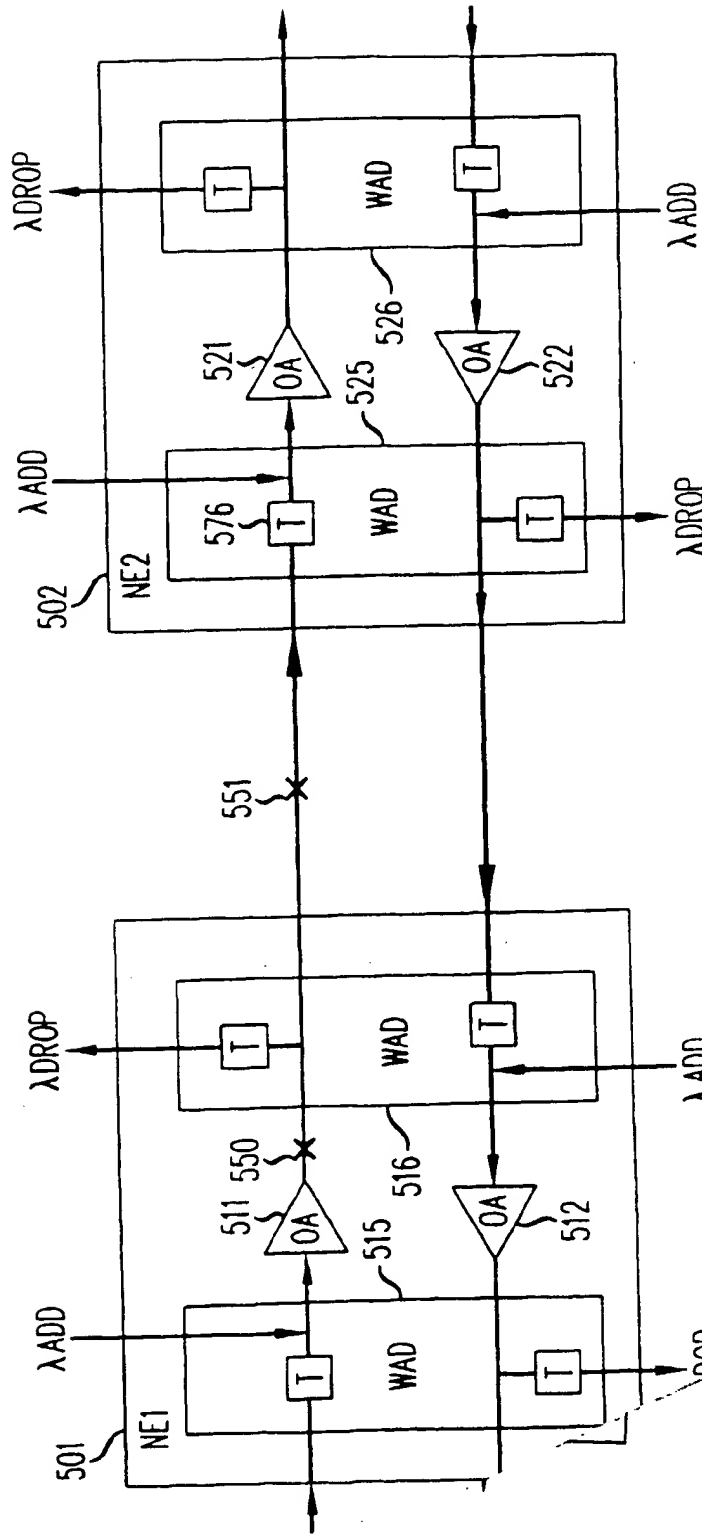 501
NE1
λADD
T
WAD
515
T
511
OA
550
OA
512
λDROP
T
WAD
516
T
551
502
NE2
λADD
576
T
WAD
525
T
λDROP
521
OA
OA
522
λDROP
T
WAD
526
T
λADD